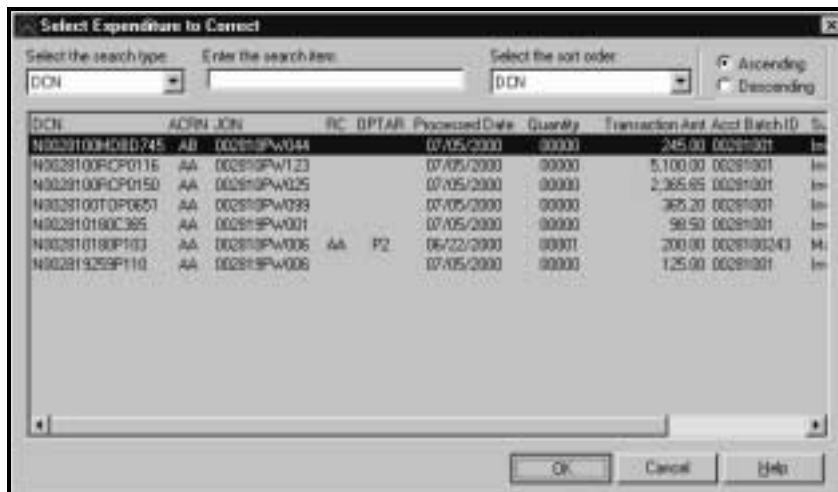 Select Expenditure to Correct
Select the search type: Enter the search item: Select the sort order:
DCN DCN
Ascending
Descending
DCN ACRN JON RC OPTAR Processed Date Quantity Transaction Amt Acct Batch ID
AB 002810PW044 07/05/2000 00000 245.00 00281001
N0028100RCP0116 AA 002810PW123 07/05/2000 00000 5,100.00 00281001
N0028100RCP0150 AA 002810PW025 07/05/2000 00000 2,365.65 00281001
N0028100TOP0651 AA 002810PW099 07/05/2000 00000 365.20 00281001
N002810180C365 AA 002819PW001 07/05/2000 00000 98.50 00281001
N002810180P103 AA 002810PW006 AA P2 06/22/2000 00001 200.00 0028100243
N002819259P110 AA 002819PW006 07/05/2000 00000 125.00 00281001
OK Cancel Help